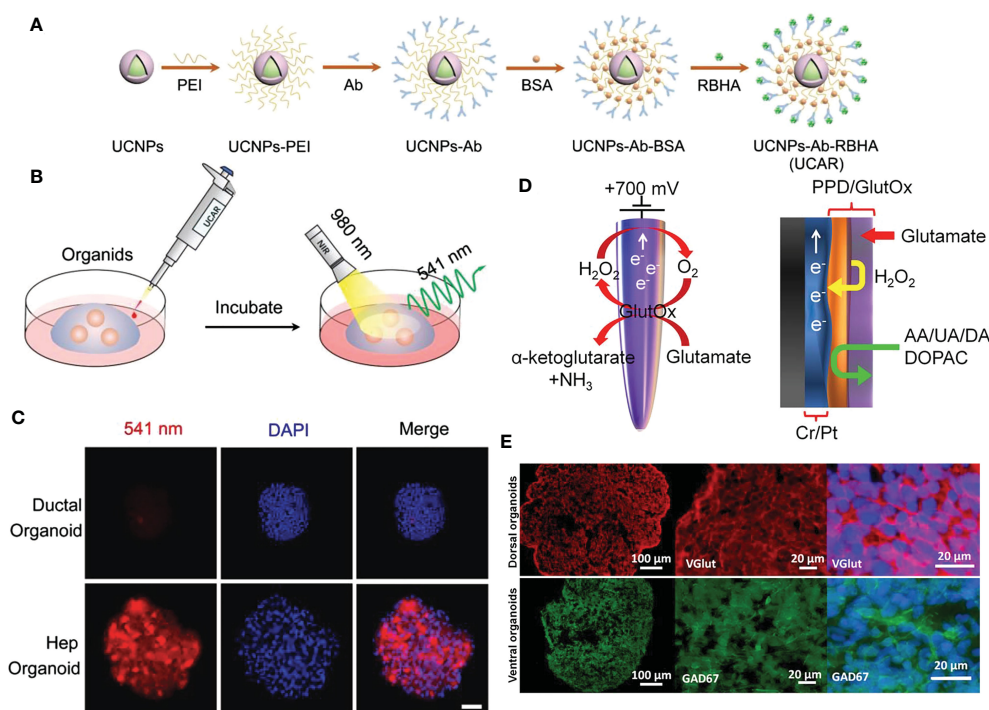 A
PEI
Ab
BSA
RBHA
UCNPs
UCNPs-PEI
UCNPs-Ab
UCNPs-Ab-BSA
UCNPs-Ab-RBHA
(UCAR)
B
Organids
UCAR
Incubate
NIR
980 nm
541 nm
C
541 nm
DAPI
Merge
Ductal
Organoid
Hep
Organoid
D
+700 mV
H2O2
O2
e-
e-
e-
e-
GlutOx
α-ketoglutarate
+NH3
Glutamate
PPD/GlutOx
Glutamate
H2O2
e-
e-
e-
AA/UA/DA
DOPAC
Cr/Pt
E
Dorsal organoids
100 µm
VGlut
20 µm
VGlut
20 µm
Ventral organoids
100 µm
GAD67
20 µm
GAD67
20 µm